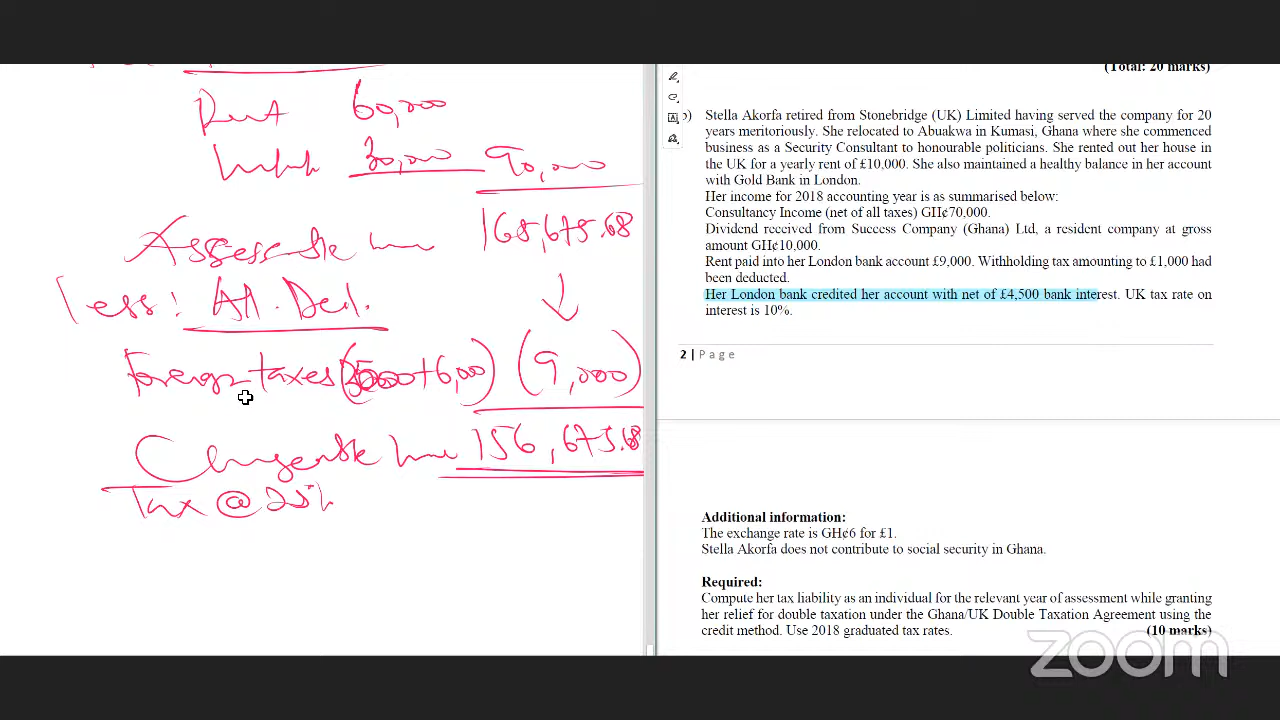 Rent 60,000
Inteh 30,000 90,000
Assessable inc 165,675.68
less: All. Ded.
Foreign taxes (3000+6,000) (9,000)
Chargeable Inc 156,675.68
Tax @ 25%
(Total: 20 marks)
b) Stella Akorfa retired from Stonebridge (UK) Limited having served the company for 20
years meritoriously. She relocated to Abuakwa in Kumasi, Ghana where she commenced
business as a Security Consultant to honourable politicians. She rented out her house in
the UK for a yearly rent of £10,000. She also maintained a healthy balance in her account
with Gold Bank in London.
Her income for 2018 accounting year is as summarised below:
Consultancy Income (net of all taxes) GH¢70,000.
Dividend received from Success Company (Ghana) Ltd, a resident company at gross
amount GH¢10,000.
Rent paid into her London bank account £9,000. Withholding tax amounting to £1,000 had
been deducted.
Her London bank credited her account with net of £4,500 bank interest. UK tax rate on
interest is 10%.
2 | Page
Additional information:
The exchange rate is GH¢6 for £1.
Stella Akorfa does not contribute to social security in Ghana.
Required:
Compute her tax liability as an individual for the relevant year of assessment while granting
her relief for double taxation under the Ghana/UK Double Taxation Agreement using the
credit method. Use 2018 graduated tax rates. (10 marks)
zoom